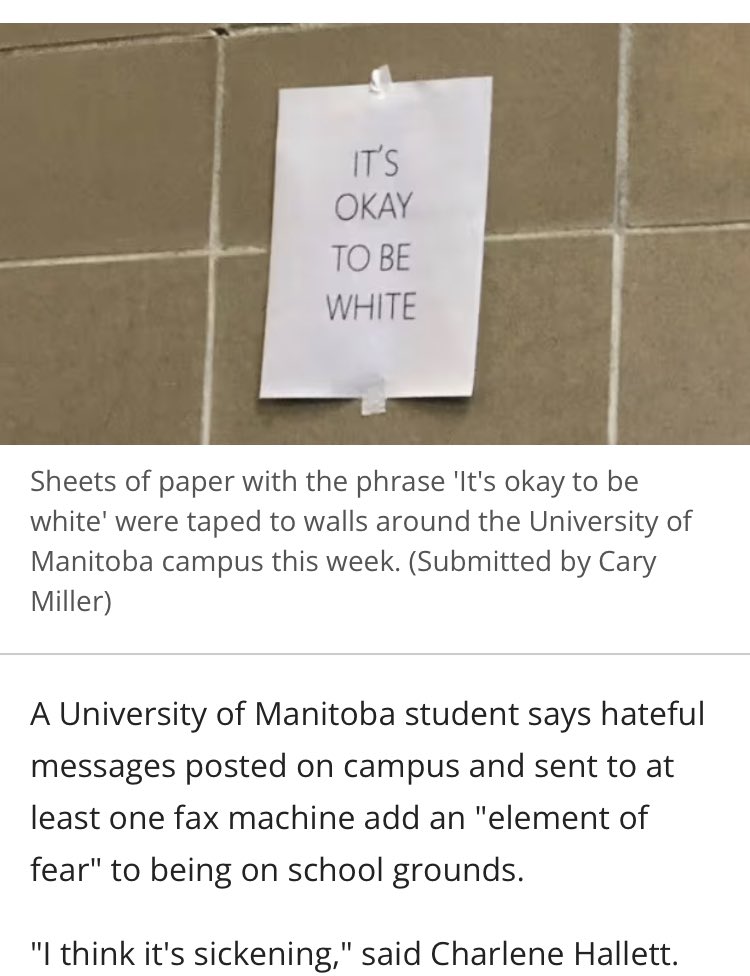 IT'S
OKAY
TO BE
WHITE
Sheets of paper with the phrase 'It's okay to be
white' were taped to walls around the University of
Manitoba campus this week. (Submitted by Cary
Miller)
A University of Manitoba student says hateful
messages posted on campus and sent to at
least one fax machine add an "element of
fear" to being on school grounds.
"I think it's sickening," said Charlene Hallett.